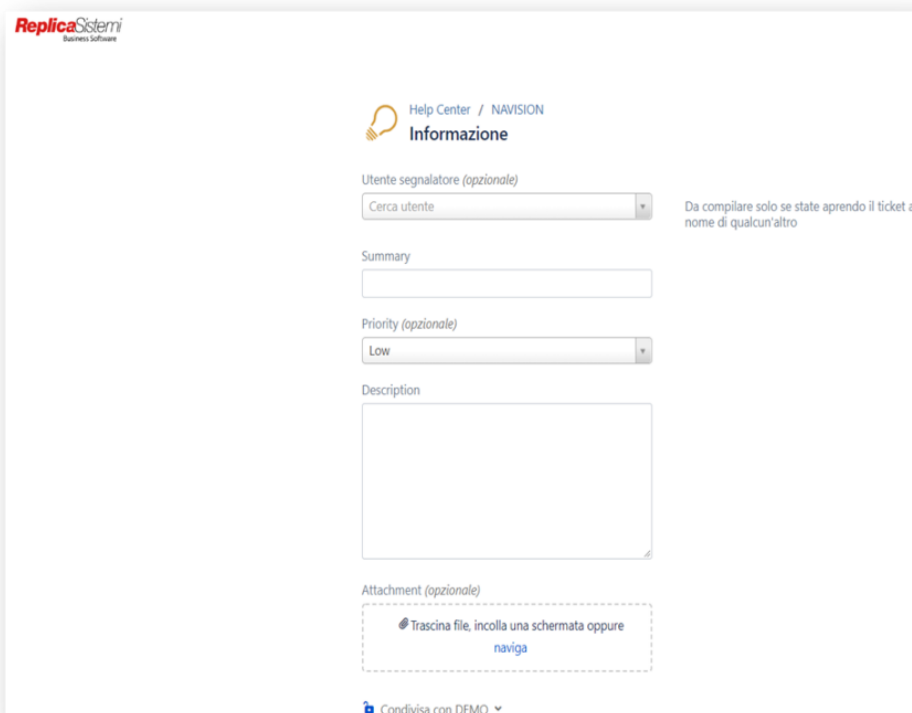 ReplicaSistemi
Business Software
Help Center / NAVISION
Informazione
Utente segnalatore (opzionale)
Cerca utente
Da compilare solo se state aprendo il ticket a
nome di qualcun'altro
Summary
Priority (opzionale)
Low
Description
Attachment (opzionale)
Trascina file, incolla una schermata oppure
naviga
Condivisa con DEMO